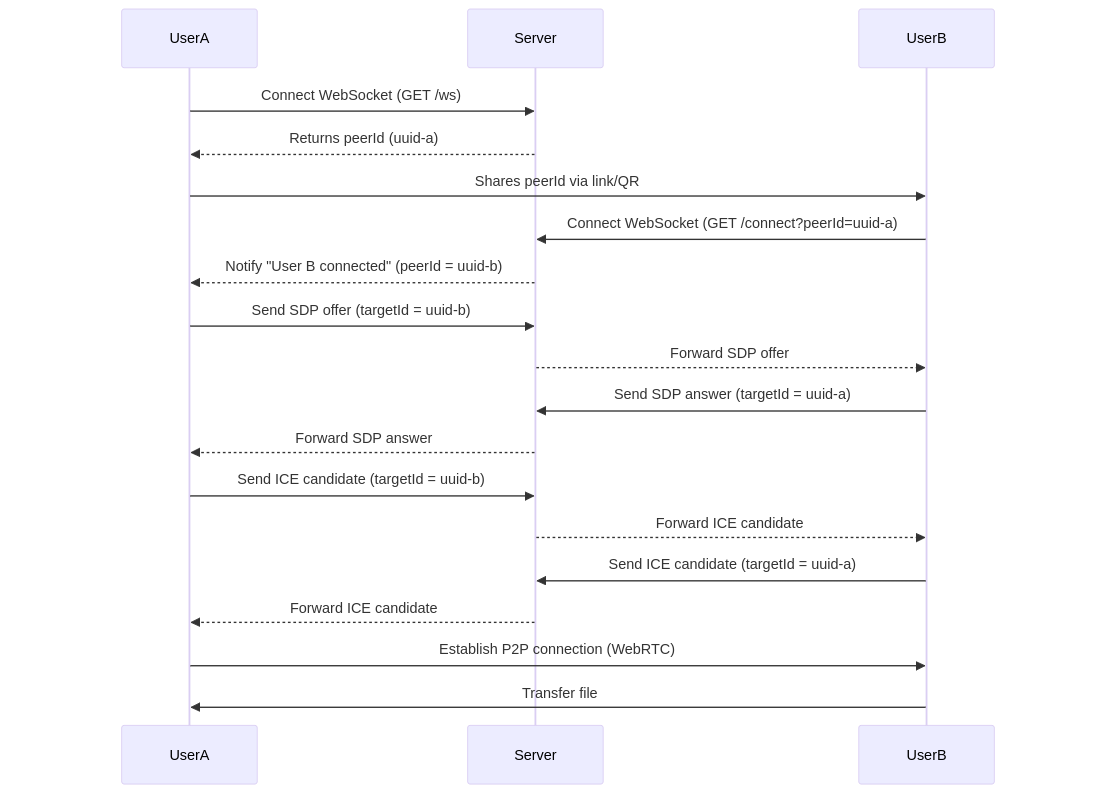 UserA
Server
UserB
Connect WebSocket (GET /ws)
Returns peerId (uuid-a)
Shares peerId via link/QR
Connect WebSocket (GET /connect?peerId=uuid-a)
Notify "User B connected" (peerId = uuid-b)
Send SDP offer (targetId = uuid-b)
Forward SDP offer
Send SDP answer (targetId = uuid-a)
Forward SDP answer
Send ICE candidate (targetId = uuid-b)
Forward ICE candidate
Send ICE candidate (targetId = uuid-a)
Forward ICE candidate
Establish P2P connection (WebRTC)
Transfer file
UserA
Server
UserB